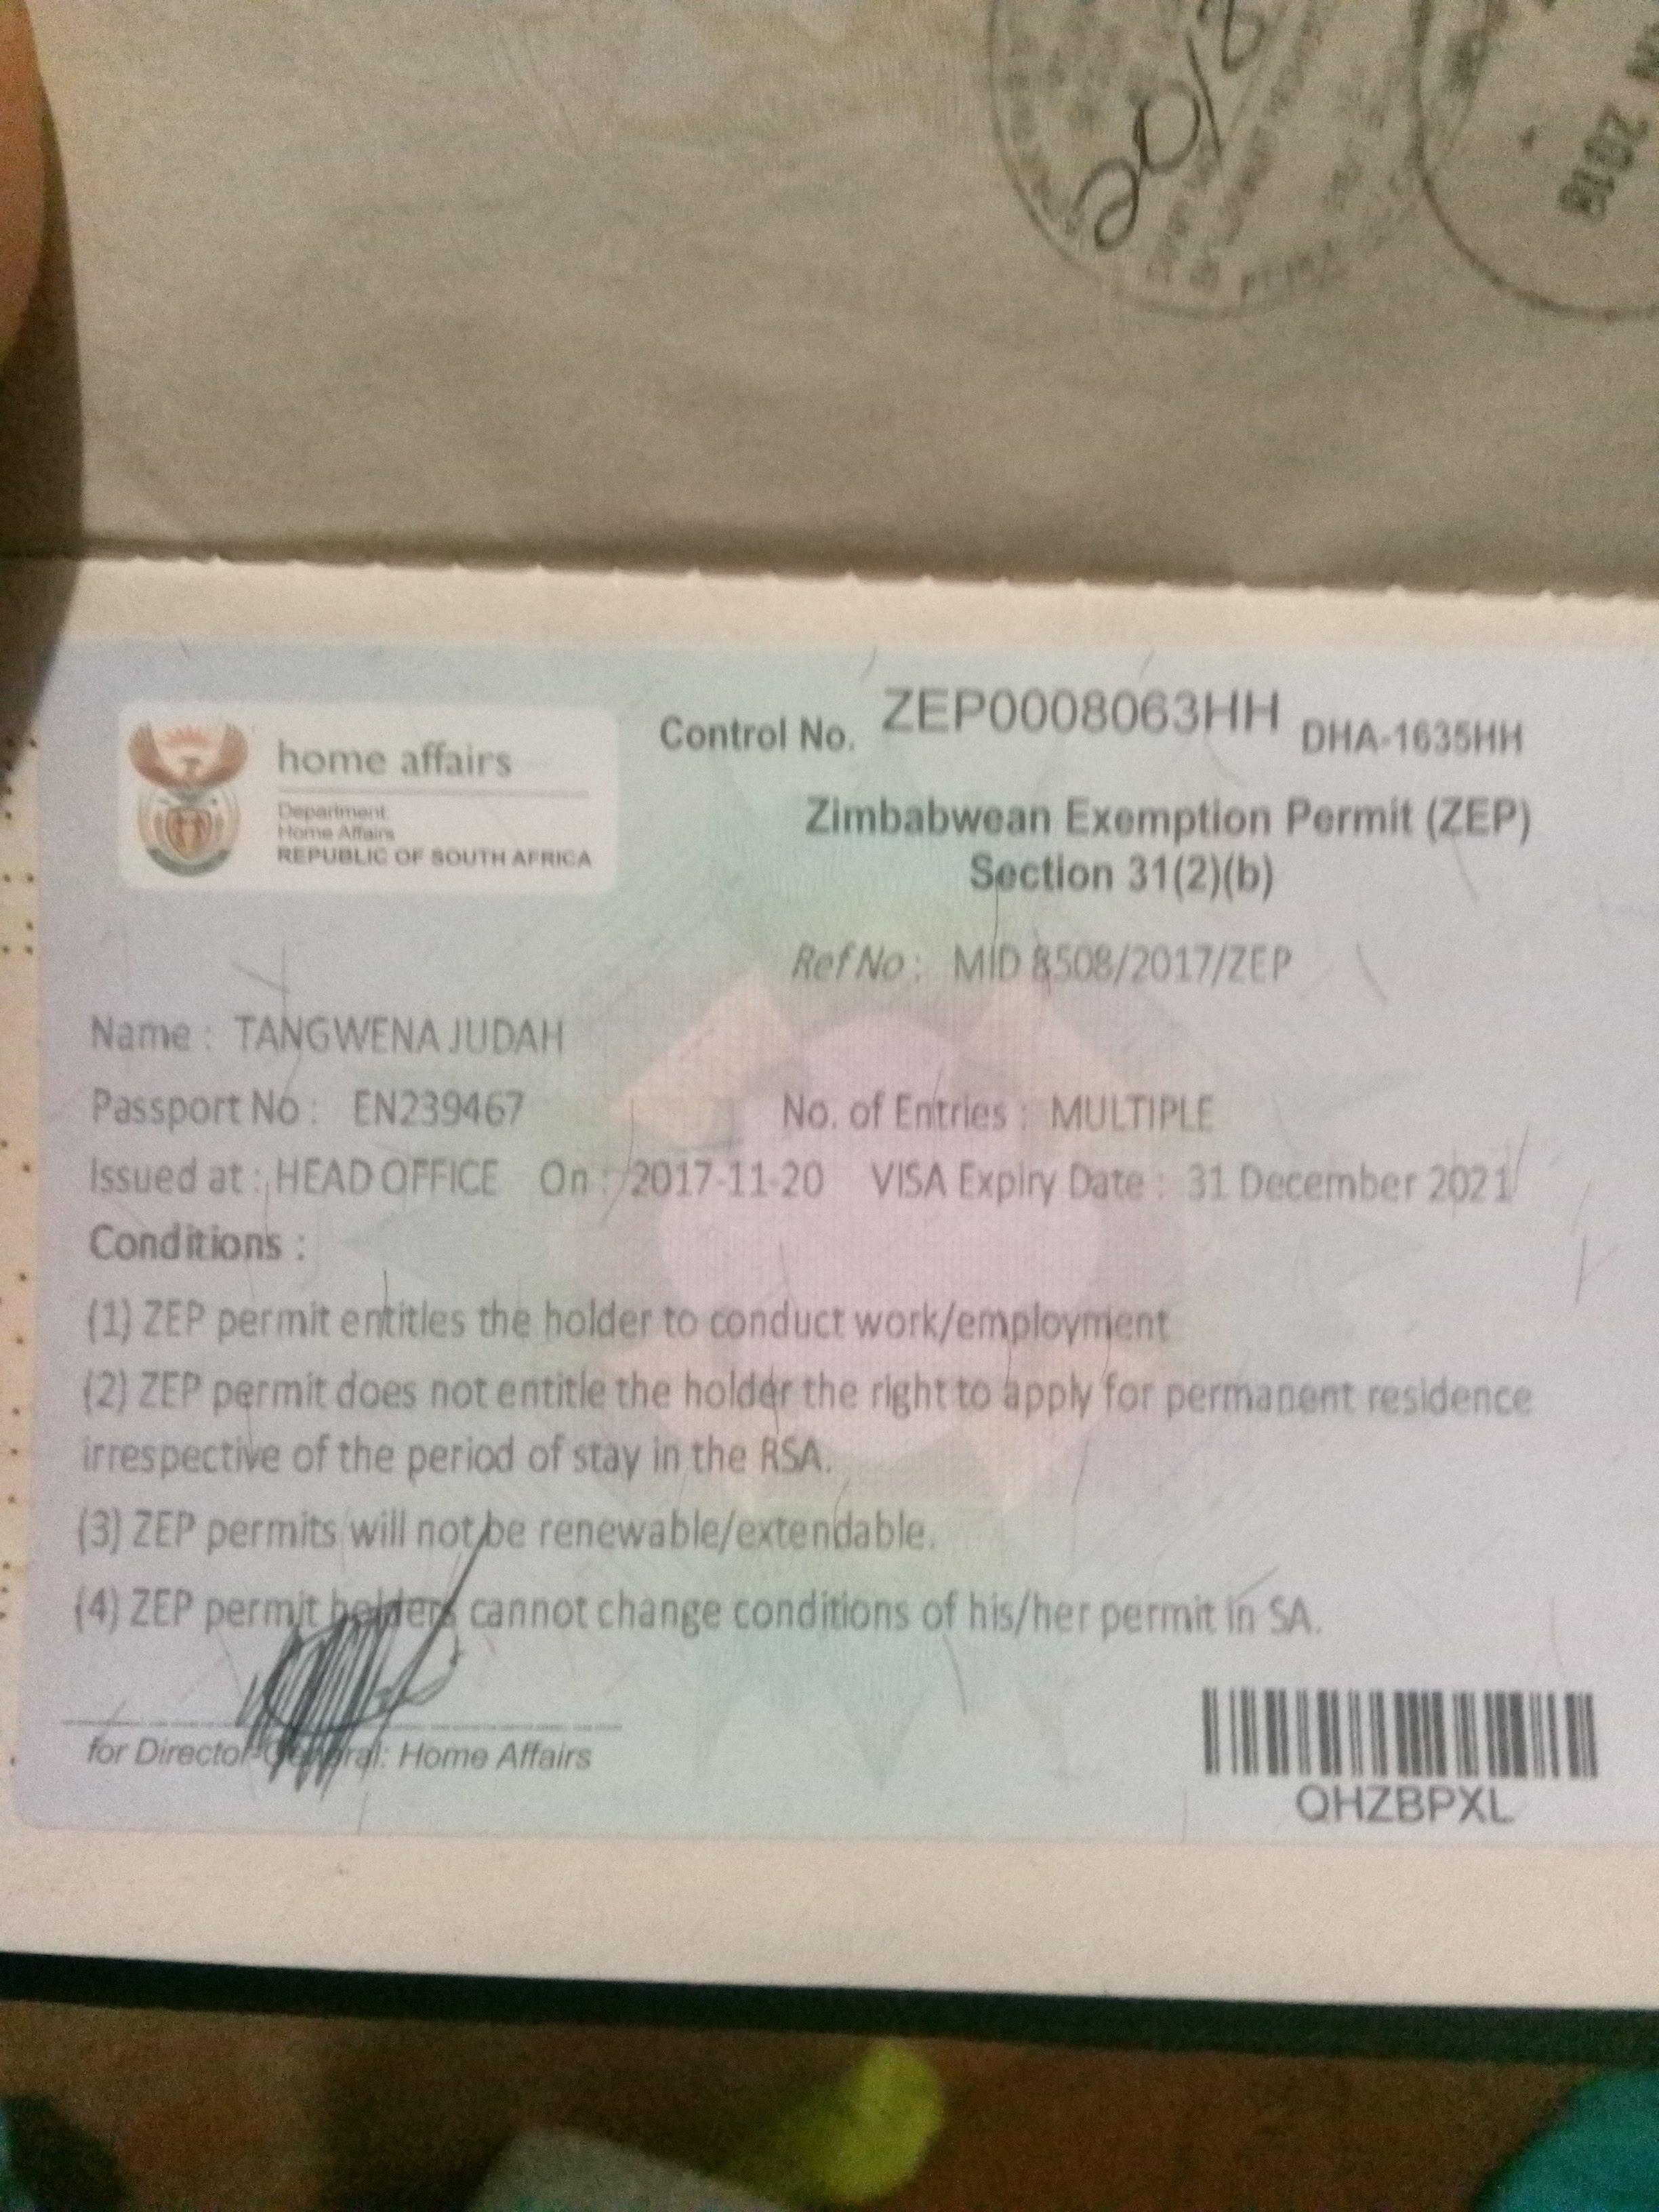 2018
2018
home affairs
Department:
Home Affairs
REPUBLIC OF SOUTH AFRICA
Control No. ZEP0008063HH DHA-1635HH
Zimbabwean Exemption Permit (ZEP)
Section 31(2)(b)
Ref No : MID 8508/2017/ZEP
Name : TANGWENA JUDAH
Passport No : EN239467 No. of Entries : MULTIPLE
Issued at : HEAD OFFICE On : 2017-11-20 VISA Expiry Date : 31 December 2021
Conditions :
(1) ZEP permit entitles the holder to conduct work/employment
(2) ZEP permit does not entitle the holder the right to apply for permanent residence
irrespective of the period of stay in the RSA.
(3) ZEP permits will not be renewable/extendable.
(4) ZEP permit holders cannot change conditions of his/her permit in SA.
for Director-General: Home Affairs
QHZBPXL